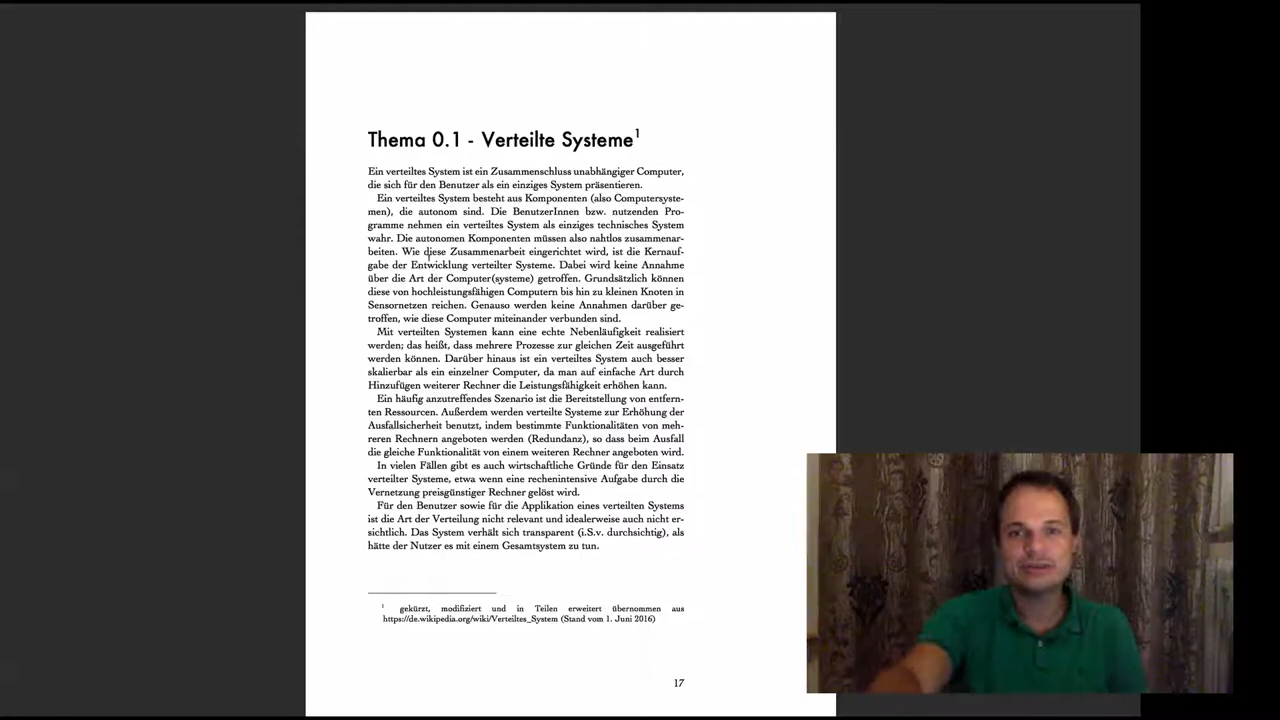 Thema 0.1 - Verteilte Systeme1
Ein verteiltes System ist ein Zusammenschluss unabhängiger Computer,
die sich für den Benutzer als ein einziges System präsentieren.
Ein verteiltes System besteht aus Komponenten (also Computersyste-
men), die autonom sind. Die BenutzerInnen bzw. nutzenden Pro-
gramme nehmen ein verteiltes System als einziges technisches System
wahr. Die autonomen Komponenten müssen also nahtlos zusammenar-
beiten. Wie diese Zusammenarbeit eingerichtet wird, ist die Kernauf-
gabe der Entwicklung verteilter Systeme. Dabei wird keine Annahme
über die Art der Computer(systeme) getroffen. Grundsätzlich können
diese von hochleistungsfähigen Computern bis hin zu kleinen Knoten in
Sensornetzen reichen. Genauso werden keine Annahmen darüber ge-
troffen, wie diese Computer miteinander verbunden sind.
Mit verteilten Systemen kann eine echte Nebenläufigkeit realisiert
werden; das heißt, dass mehrere Prozesse zur gleichen Zeit ausgeführt
werden können. Darüber hinaus ist ein verteiltes System auch besser
skalierbar als ein einzelner Computer, da man auf einfache Art durch
Hinzufügen weiterer Rechner die Leistungsfähigkeit erhöhen kann.
Ein häufig anzutreffendes Szenario ist die Bereitstellung von entfern-
ten Ressourcen. Außerdem werden verteilte Systeme zur Erhöhung der
Ausfallsicherheit benutzt, indem bestimmte Funktionalitäten von meh-
reren Rechnern angeboten werden (Redundanz), so dass beim Ausfall
die gleiche Funktionalität von einem weiteren Rechner angeboten wird.
In vielen Fällen gibt es auch wirtschaftliche Gründe für den Einsatz
verteilter Systeme, etwa wenn eine rechenintensive Aufgabe durch die
Vernetzung preisgünstiger Rechner gelöst wird.
Für den Benutzer sowie für die Applikation eines verteilten Systems
ist die Art der Verteilung nicht relevant und idealerweise auch nicht er-
sichtlich. Das System verhält sich transparent (i.S.v. durchsichtig), als
hätte der Nutzer es mit einem Gesamtsystem zu tun.
1 gekürzt, modifiziert und in Teilen erweitert übernommen aus
https://de.wikipedia.org/wiki/Verteiltes_System (Stand vom 1. Juni 2016)
17